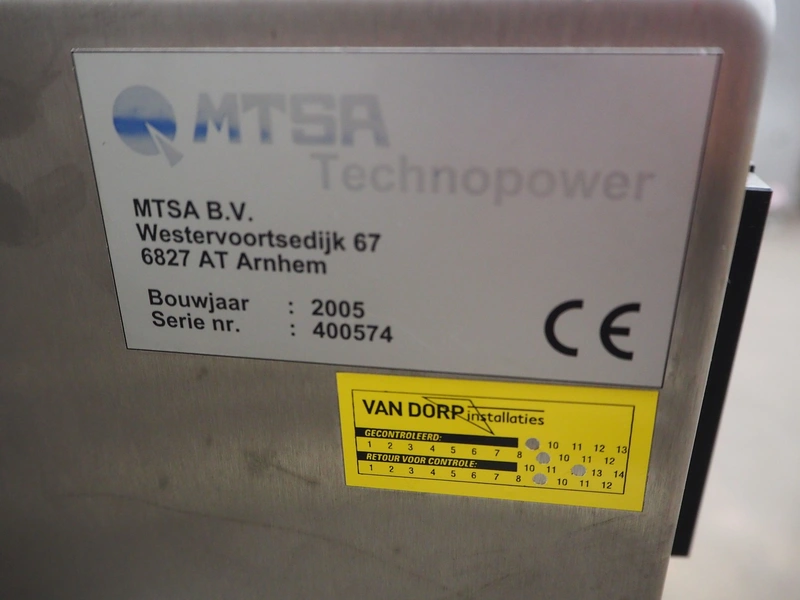 MTSA
Technopower
MTSA B.V.
Westervoortsedijk 67
6827 AT Arnhem
Bouwjaar : 2005
Serie nr. : 400574
CE
VAN DORP installaties
GECONTROLEERD: 10 11 12 13
1 2 3 4 5 6 7 8 10 11 12
RETOUR VOOR CONTROLE: 10 11 13 14
1 2 3 4 5 6 7 8 10 11 12